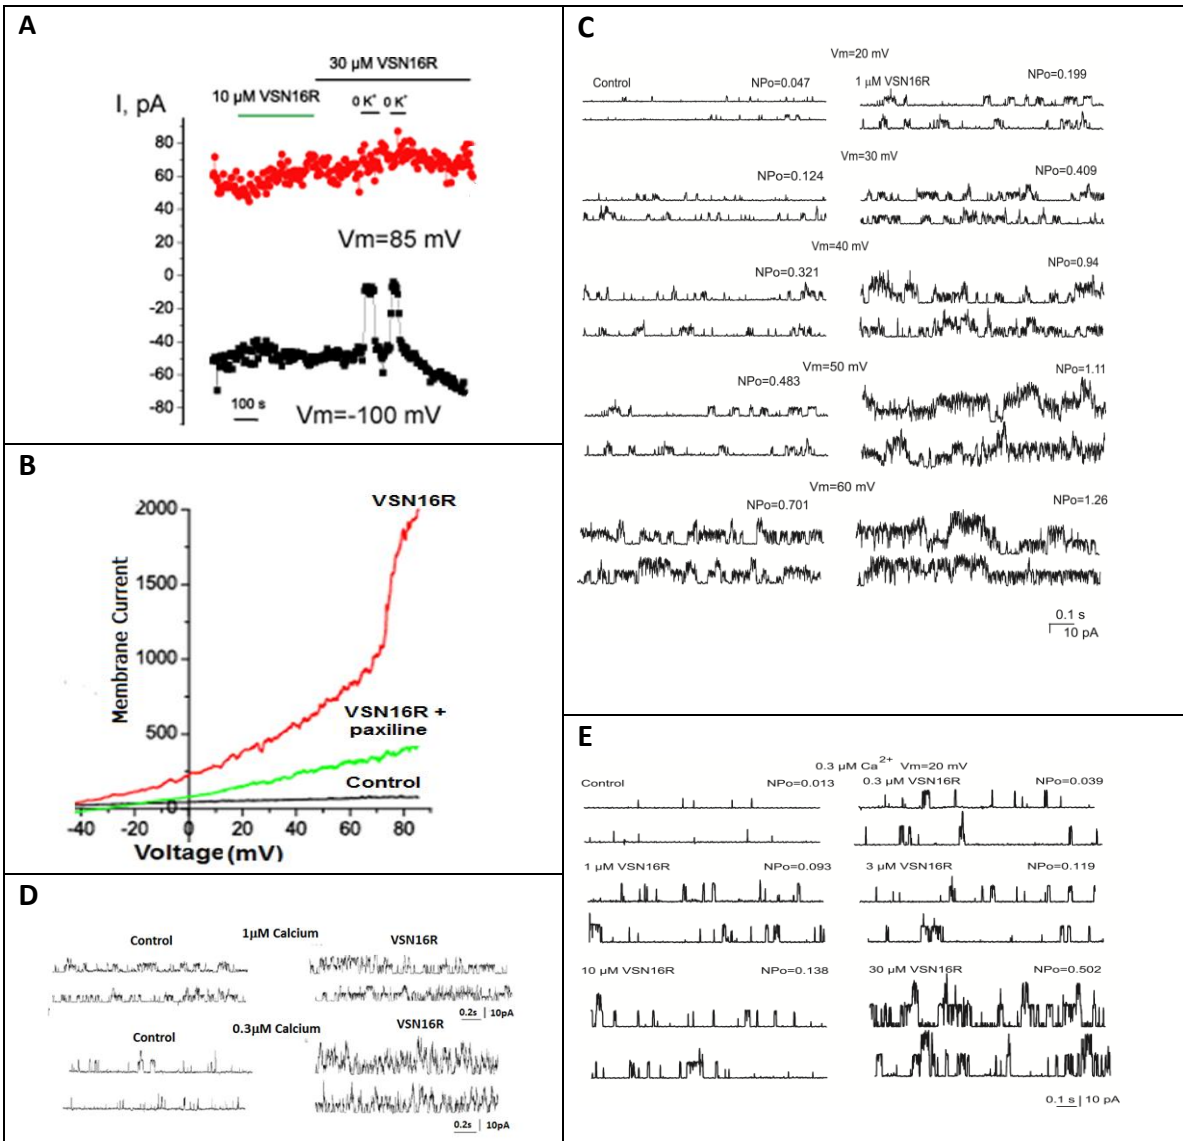 A
30 µM VSN16R
10 µM VSN16R
0 K⁺ 0 K⁺
I, pA
80
60
40
20
0
-20
-40
-60
-80
Vm=85 mV
100 s
Vm=-100 mV
B
2000
1500
1000
500
0
Membrane Current
VSN16R
VSN16R +
paxiline
Control
-40 -20 0 20 40 60 80
Voltage (mV)
D
Control
1µM Calcium
VSN16R
0.2s 10pA
Control
0.3µM Calcium
VSN16R
0.2s 10pA
C
Vm=20 mV
Control NPo=0.047
1 µM VSN16R NPo=0.199
Vm=30 mV
NPo=0.124
NPo=0.409
Vm=40 mV
NPo=0.321
NPo=0.94
Vm=50 mV
NPo=0.483
NPo=1.11
Vm=60 mV
NPo=0.701
NPo=1.26
0.1 s
10 pA
E
0.3 µM Ca²⁺ Vm=20 mV
Control NPo=0.013
0.3 µM VSN16R NPo=0.039
1 µM VSN16R NPo=0.093
3 µM VSN16R NPo=0.119
10 µM VSN16R NPo=0.138
30 µM VSN16R NPo=0.502
0.1 s 10 pA